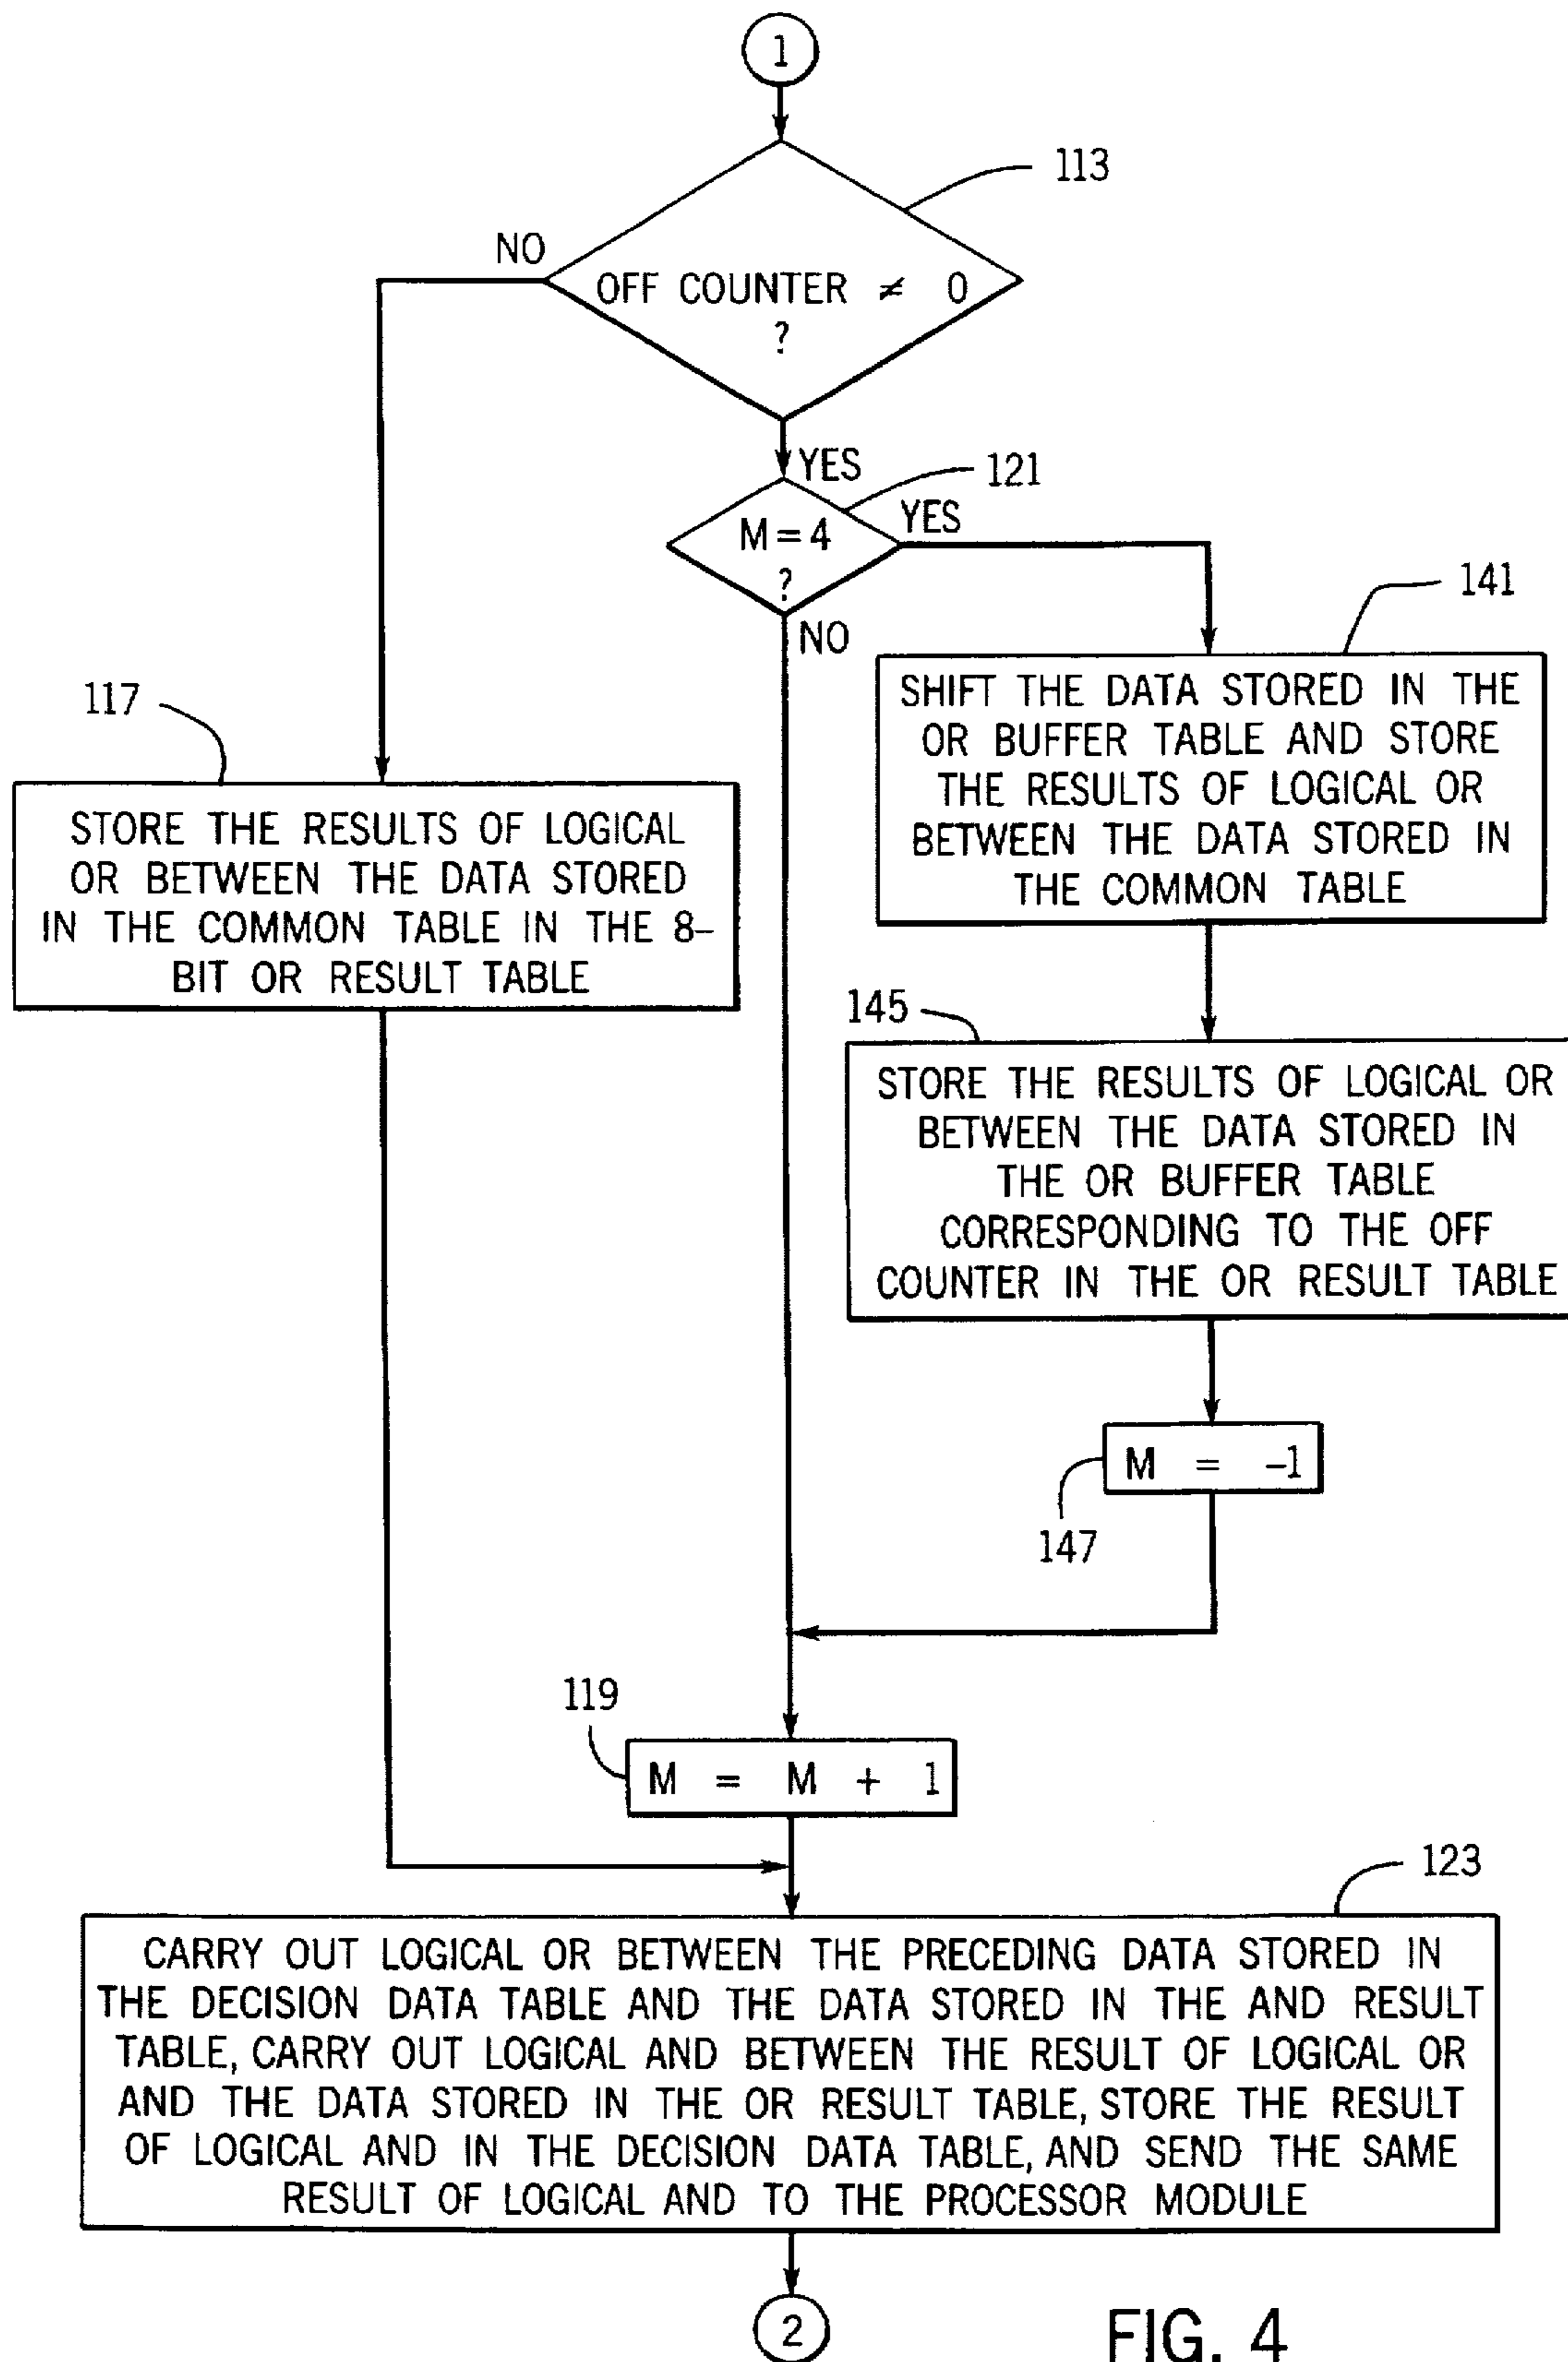 1
113
NO
OFF COUNTER ≠ 0
?
YES
121
M = 4
?
YES
NO
141
SHIFT THE DATA STORED IN THE
OR BUFFER TABLE AND STORE
THE RESULTS OF LOGICAL OR
BETWEEN THE DATA STORED IN
THE COMMON TABLE
117
STORE THE RESULTS OF LOGICAL
OR BETWEEN THE DATA STORED
IN THE COMMON TABLE IN THE 8-
BIT OR RESULT TABLE
145
STORE THE RESULTS OF LOGICAL OR
BETWEEN THE DATA STORED IN
THE OR BUFFER TABLE
CORRESPONDING TO THE OFF
COUNTER IN THE OR RESULT TABLE
M = -1
147
119
M = M + 1
123
CARRY OUT LOGICAL OR BETWEEN THE PRECEDING DATA STORED IN
THE DECISION DATA TABLE AND THE DATA STORED IN THE AND RESULT
TABLE, CARRY OUT LOGICAL AND BETWEEN THE RESULT OF LOGICAL OR
AND THE DATA STORED IN THE OR RESULT TABLE, STORE THE RESULT
OF LOGICAL AND IN THE DECISION DATA TABLE, AND SEND THE SAME
RESULT OF LOGICAL AND TO THE PROCESSOR MODULE
2
FIG. 4